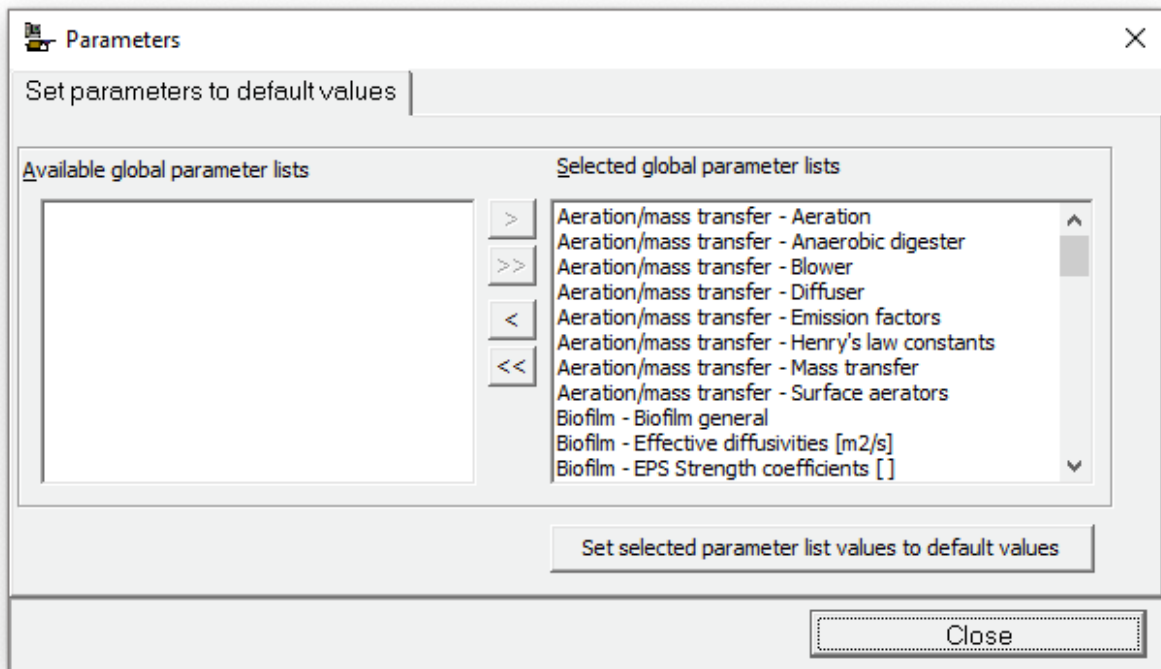 Parameters
Set parameters to default values
Available global parameter lists
Selected global parameter lists
>
>>
<
<<
Aeration/mass transfer - Aeration
Aeration/mass transfer - Anaerobic digester
Aeration/mass transfer - Blower
Aeration/mass transfer - Diffuser
Aeration/mass transfer - Emission factors
Aeration/mass transfer - Henry's law constants
Aeration/mass transfer - Mass transfer
Aeration/mass transfer - Surface aerators
Biofilm - Biofilm general
Biofilm - Effective diffusivities [m2/s]
Biofilm - EPS Strength coefficients [ ]
Set selected parameter list values to default values
Close